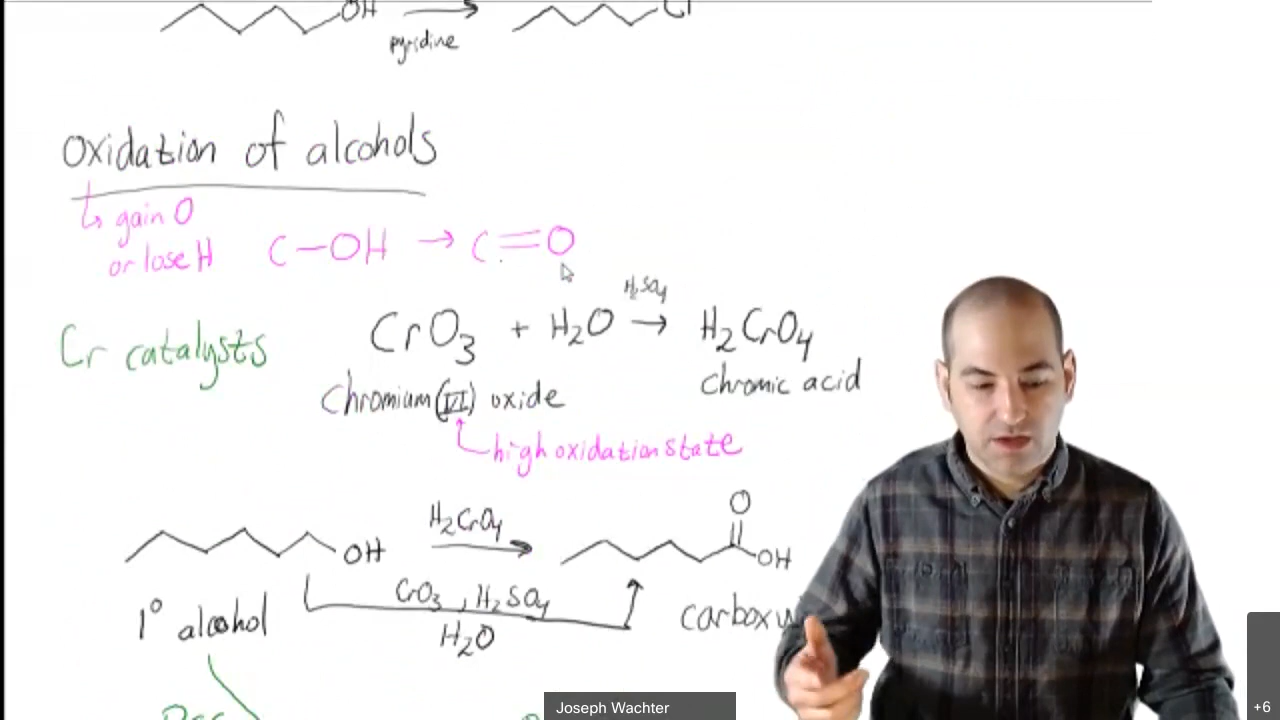 OH
Cl
pyridine
Oxidation of alcohols
↳ gain O
or lose H
C—OH → C=O
Cr catalysts
CrO3 + H2O → H2CrO4
H2SO4
chromium(VI) oxide
chromic acid
high oxidation state
OH
H2CrO4
O
OH
CrO3, H2SO4
H2O
1° alcohol
Joseph Wachter
+6